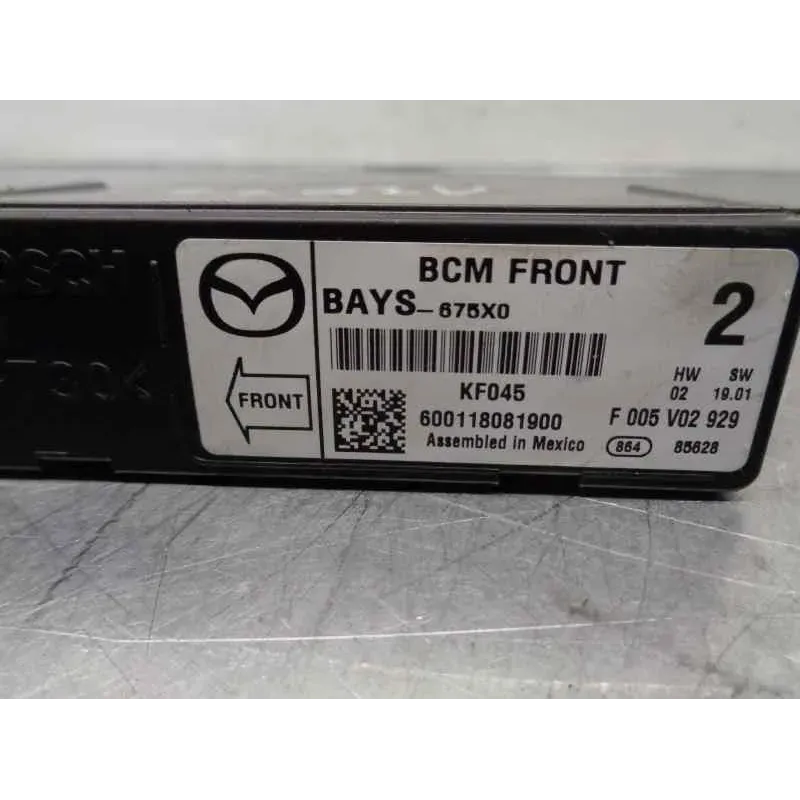 BCM FRONT
BAYS-675X0
2
HW SW
02 19.01
KF045
FRONT
600118081900
F 005 V02 929
Assembled in Mexico
864 85628